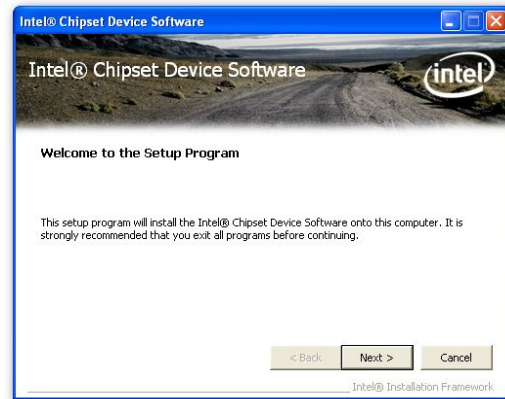 Intel® Chipset Device Software
Intel® Chipset Device Software
intel
Welcome to the Setup Program
This setup program will install the Intel® Chipset Device Software onto this computer. It is
strongly recommended that you exit all programs before continuing.
< Back Next > Cancel
Intel® Installation Framework